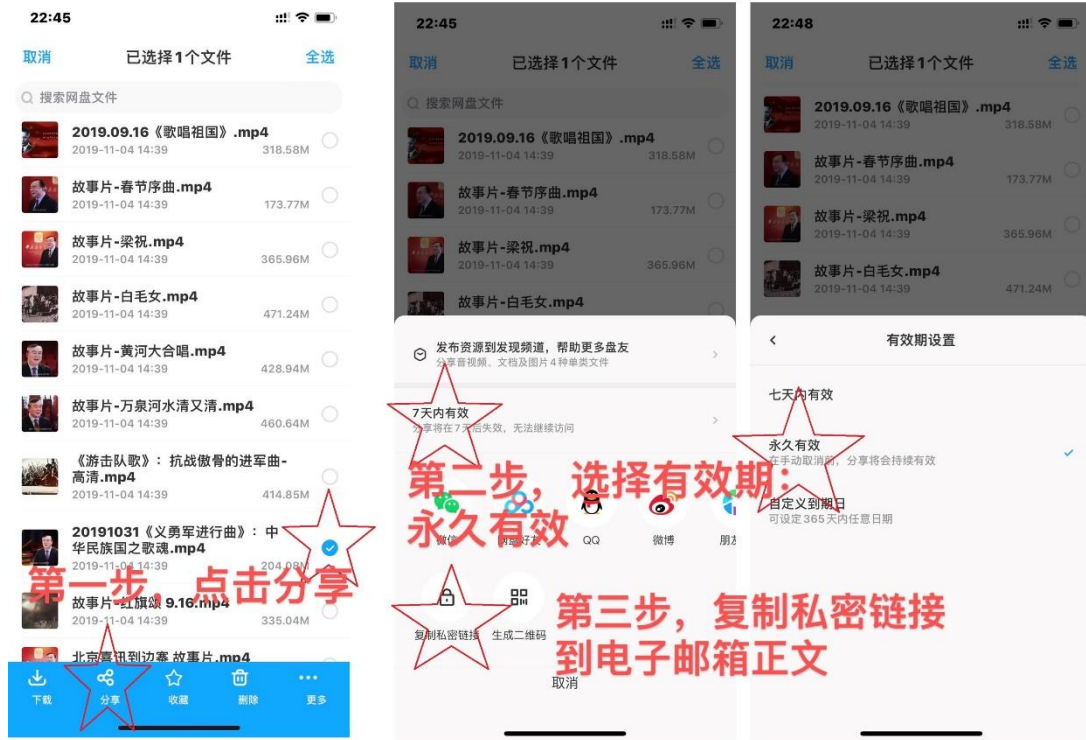 22:45
取消
已选择1个文件
全选
搜索网盘文件
2019.09.16《歌唱祖国》.mp4
2019-11-04 14:39
318.58M
故事片-春节序曲.mp4
2019-11-04 14:39
173.77M
故事片-梁祝.mp4
2019-11-04 14:39
365.96M
故事片-白毛女.mp4
2019-11-04 14:39
471.24M
故事片-黄河大合唱.mp4
2019-11-04 14:39
428.94M
故事片-万泉河水清又清.mp4
2019-11-04 14:39
460.64M
《游击队歌》：抗战傲骨的进军曲-
高清.mp4
2019-11-04 14:39
414.85M
20191031《义勇军进行曲》：中
华民族国之歌魂.mp4
2019-11-04 14:39
204.08M
第一步，点击分享
故事片-红旗颂 9.16.mp4
2019-11-04 14:39
335.04M
北京喜讯到边寨 故事片.mp4
下载
分享
收藏
删除
更多
22:45
取消
已选择1个文件
全选
搜索网盘文件
2019.09.16《歌唱祖国》.mp4
2019-11-04 14:39
318.58M
故事片-春节序曲.mp4
2019-11-04 14:39
173.77M
故事片-梁祝.mp4
2019-11-04 14:39
365.96M
故事片-白毛女.mp4
发布资源到发现频道，帮助更多盘友
分享音视频、文档及图片4种单类文件
7天内有效
分享将在7天后失效，无法继续访问
第二步，选择有效期：
永久有效
微信
网盘好友
QQ
微博
朋友
复制私密链接
生成二维码
第三步，复制私密链接
到电子邮箱正文
取消
22:48
取消
已选择1个文件
全选
2019.09.16《歌唱祖国》.mp4
2019-11-04 14:39
318.58M
故事片-春节序曲.mp4
2019-11-04 14:39
173.77M
故事片-梁祝.mp4
2019-11-04 14:39
365.96M
故事片-白毛女.mp4
2019-11-04 14:39
471.24M
有效期设置
七天内有效
永久有效
在手动取消前，分享将会持续有效
自定义到期日
可设定365天内任意日期